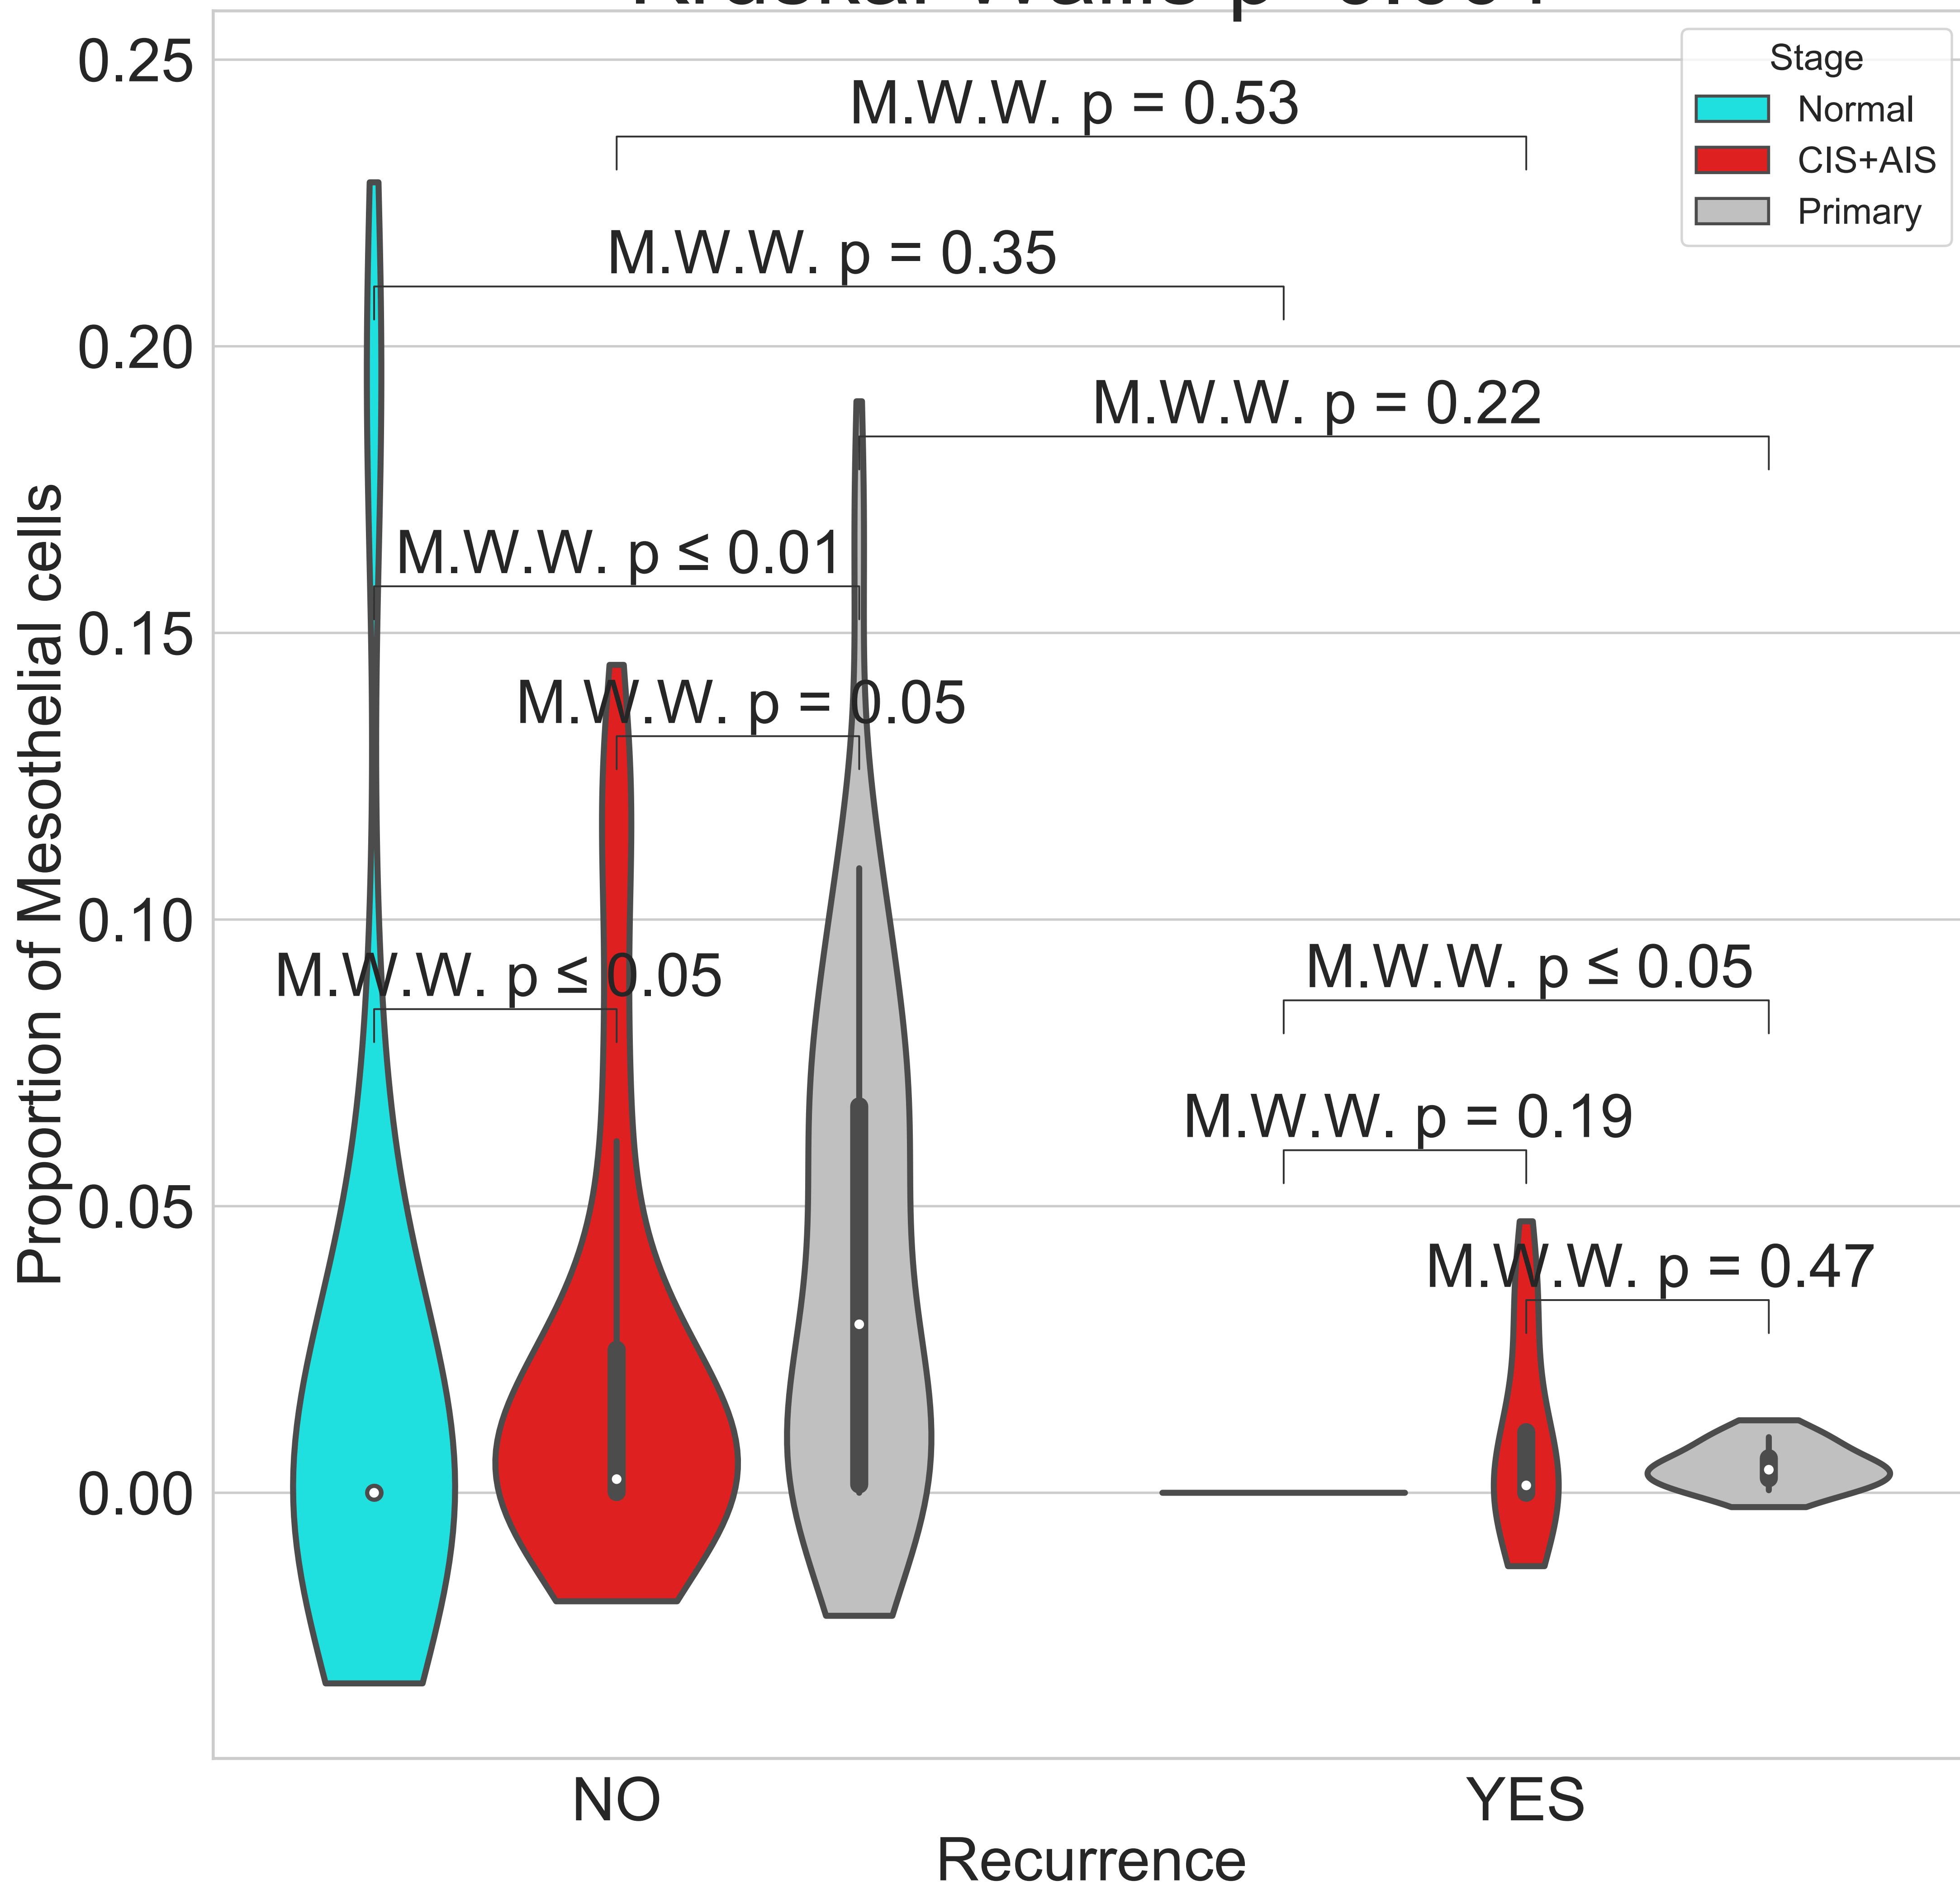 0.25
0.20
0.15
0.10
0.05
0.00
Proportion of Mesothelial cells
M.W.W. p = 0.53
M.W.W. p = 0.35
M.W.W. p = 0.22
M.W.W. p ≤ 0.01
M.W.W. p = 0.05
M.W.W. p ≤ 0.05
M.W.W. p ≤ 0.05
M.W.W. p = 0.19
M.W.W. p = 0.47
Stage
Normal
CIS+AIS
Primary
NO
YES
Recurrence